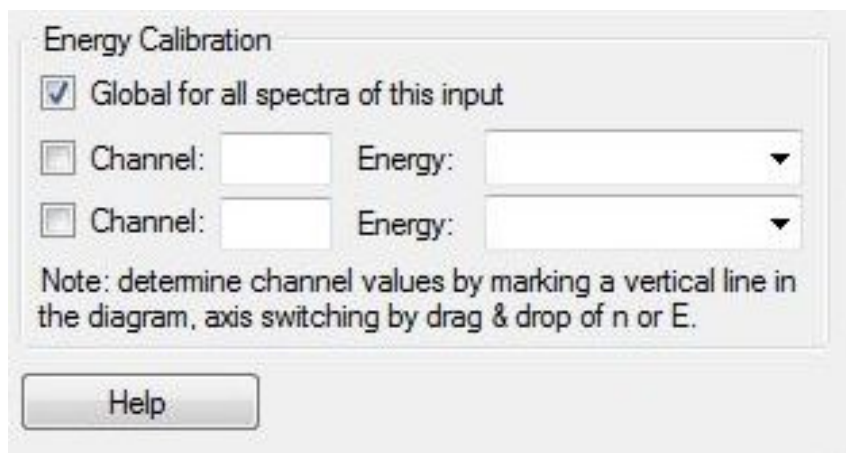 Energy Calibration
Global for all spectra of this input
Channel: Energy:
Channel: Energy:
Note: determine channel values by marking a vertical line in
the diagram, axis switching by drag & drop of n or E.
Help